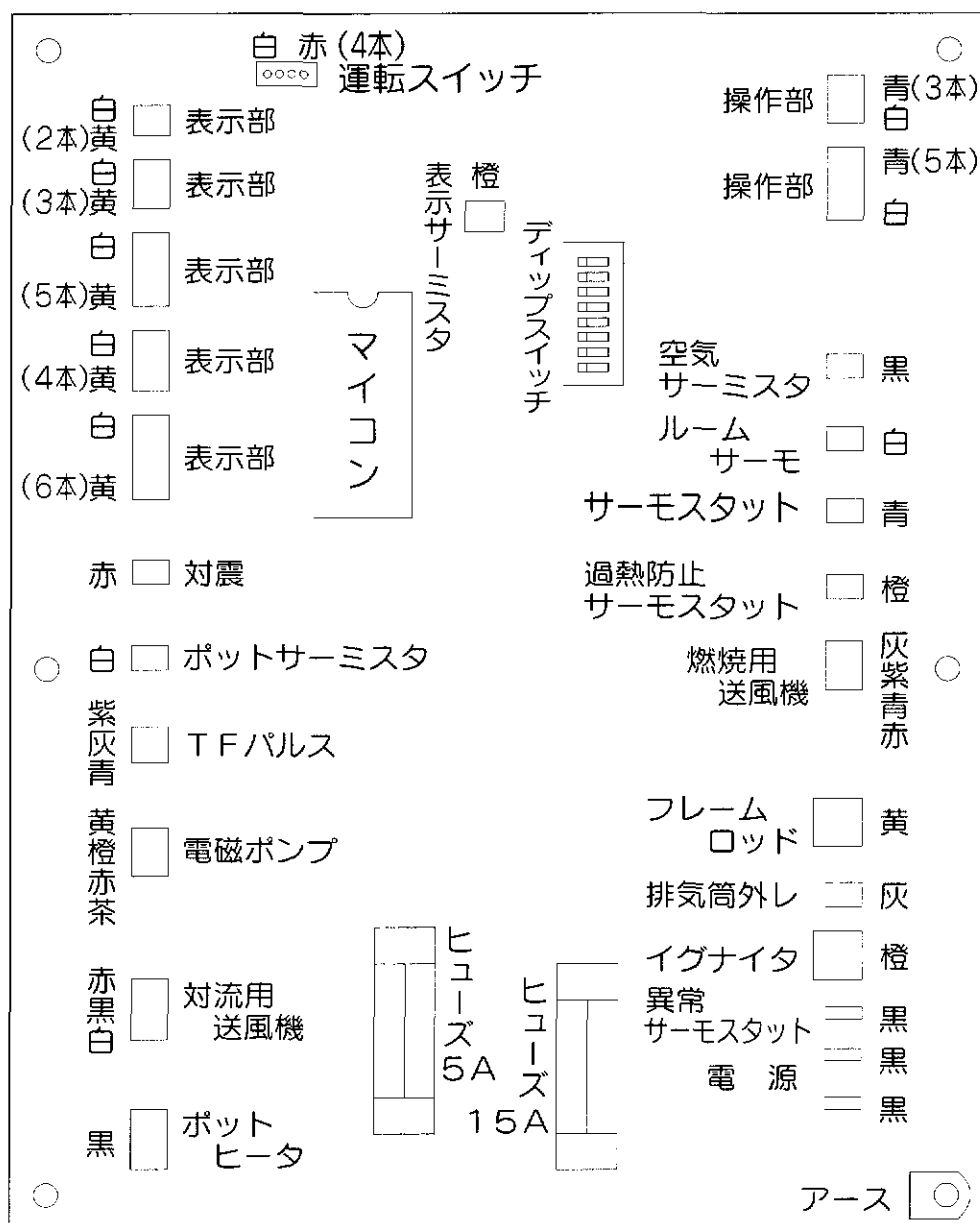 白 赤(4本)
運転スイッチ
白
(2本)黄
表示部
白
(3本)黄
表示部
白
(5本)黄
表示部
白
(4本)黄
表示部
白
(6本)黄
表示部
マイコン
表示サーミスタ
橙
ディップスイッチ
操作部
青(3本)
白
操作部
青(5本)
白
空気
サーミスタ
黒
ルーム
サーモ
白
サーモスタット
青
過熱防止
サーモスタット
橙
燃焼用
送風機
灰紫青赤
フレーム
ロッド
黄
排気筒外レ
灰
イグナイタ
橙
異常
サーモスタット
黒
電 源
黒
黒
アース
赤
対震
白
ポットサーミスタ
紫灰青
TFパルス
黄橙赤茶
電磁ポンプ
赤黒白
対流用
送風機
黒
ポット
ヒータ
ヒューズ
5A
ヒューズ
15A